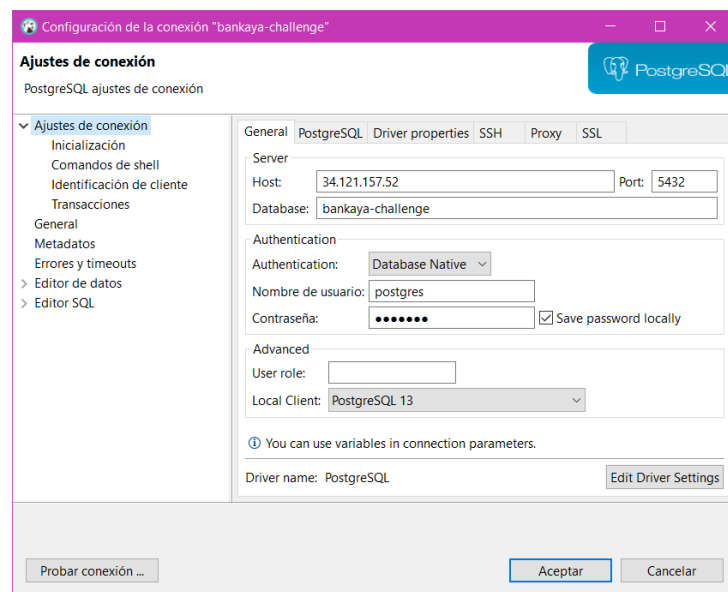 Configuración de la conexión "bankaya-challenge"
Ajustes de conexión
PostgreSQL ajustes de conexión
PostgreSQL
Ajustes de conexión
Inicialización
Comandos de shell
Identificación de cliente
Transacciones
General
Metadatos
Errores y timeouts
Editor de datos
Editor SQL
General PostgreSQL Driver properties SSH Proxy SSL
Server
Host: 34.121.157.52 Port: 5432
Database: bankaya-challenge
Authentication
Authentication: Database Native
Nombre de usuario: postgres
Contraseña: ●●●●●●● Save password locally
Advanced
User role:
Local Client: PostgreSQL 13
You can use variables in connection parameters.
Driver name: PostgreSQL Edit Driver Settings
Probar conexión ... Aceptar Cancelar